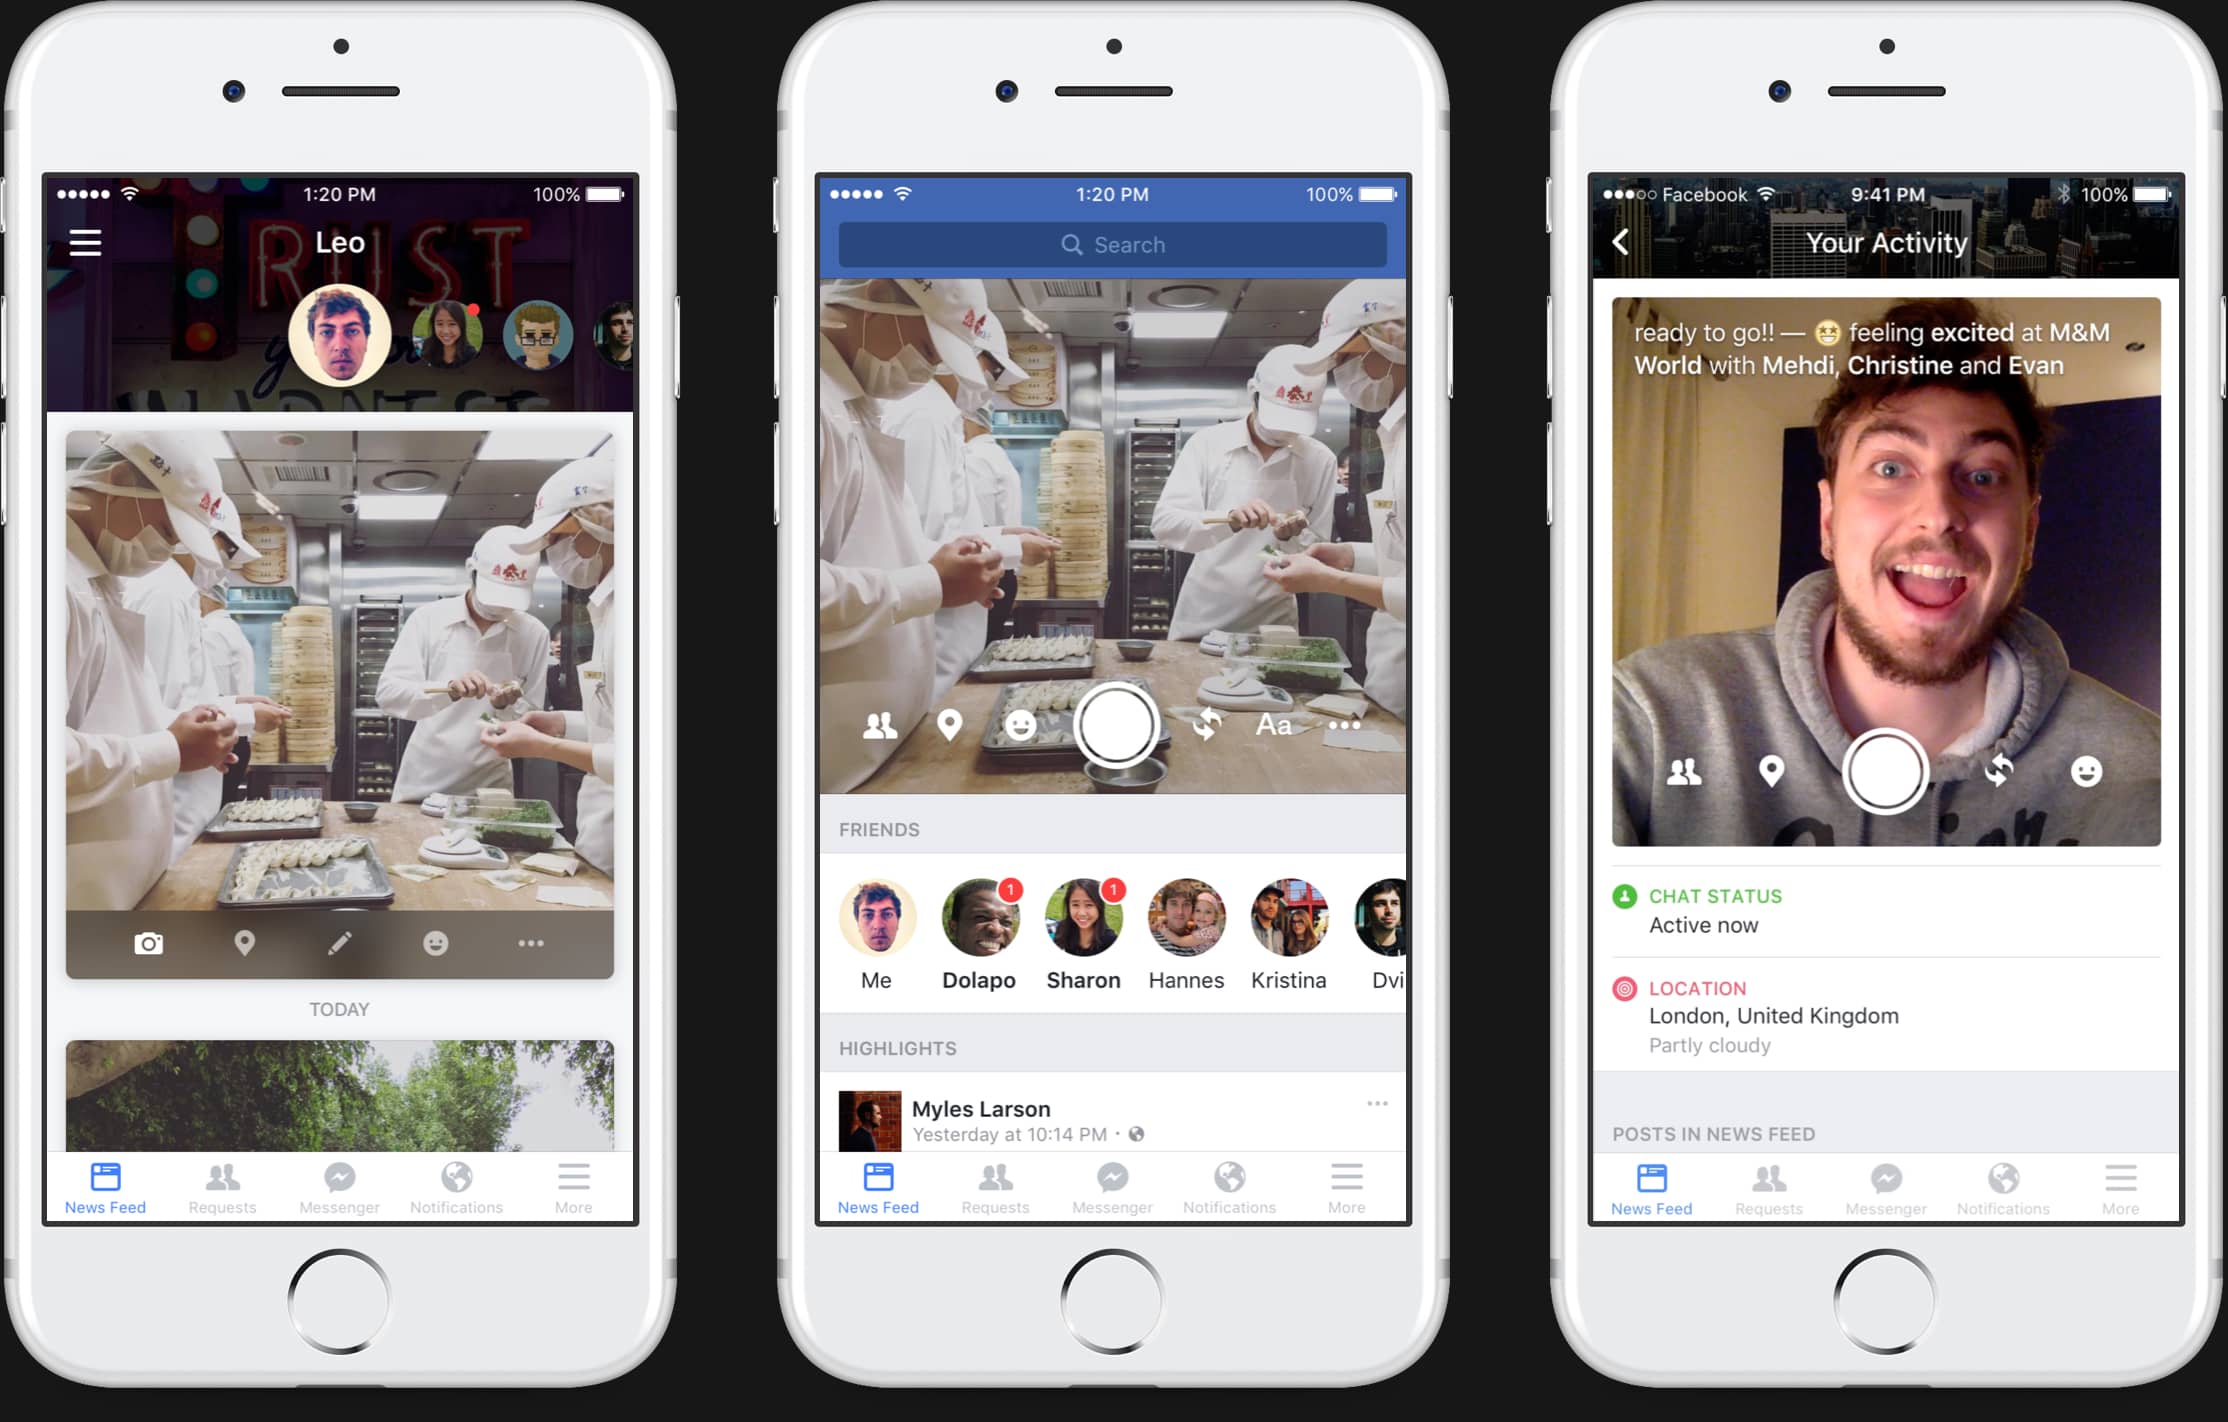 1:20 PM
100%
TRUST
Leo
TODAY
News Feed
Requests
Messenger
Notifications
More
1:20 PM
100%
Search
Aa
FRIENDS
1
1
Me
Dolapo
Sharon
Hannes
Kristina
Dvi
HIGHLIGHTS
Myles Larson
Yesterday at 10:14 PM ·
News Feed
Requests
Messenger
Notifications
More
Facebook
9:41 PM
100%
Your Activity
ready to go!! — feeling excited at M&M
World with Mehdi, Christine and Evan
CHAT STATUS
Active now
LOCATION
London, United Kingdom
Partly cloudy
POSTS IN NEWS FEED
News Feed
Requests
Messenger
Notifications
More